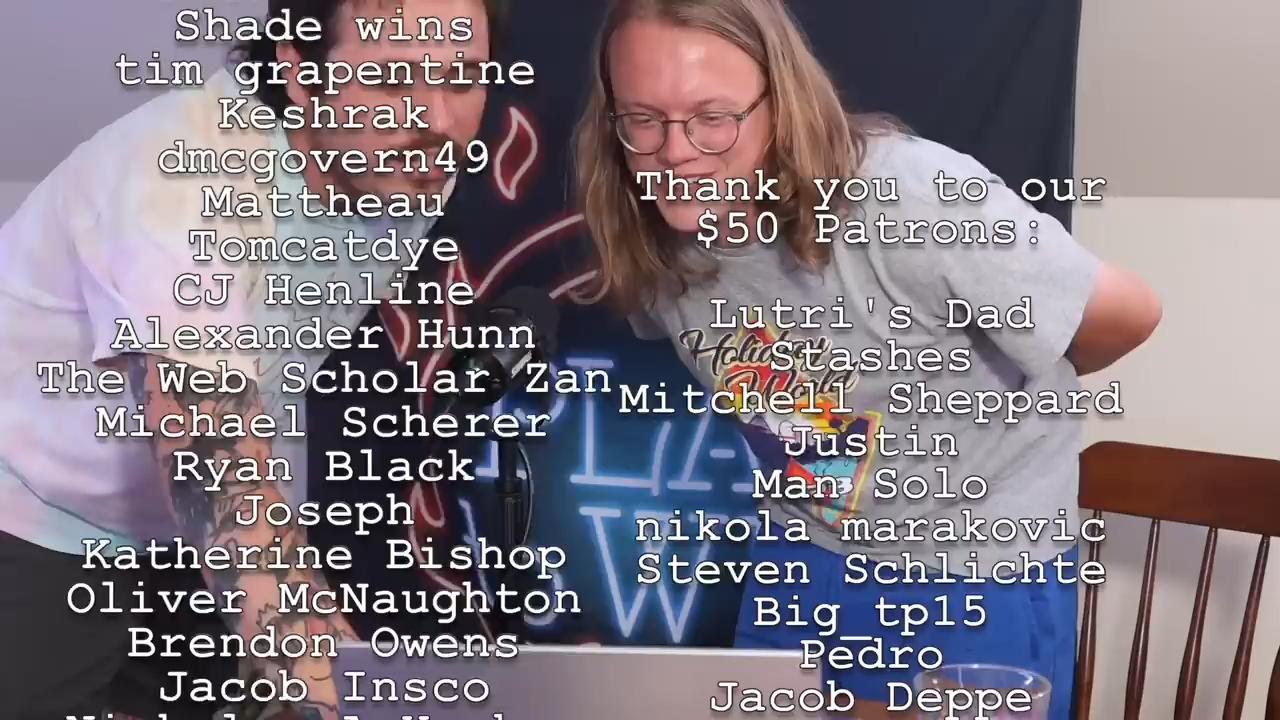 Shade wins
tim grapentine
Keshrak
dmcgovern49
Mattheau
Tomcatdye
CJ Henline
Alexander Hunn
The Web Scholar Zan
Michael Scherer
Ryan Black
Joseph
Katherine Bishop
Oliver McNaughton
Brendon Owens
Jacob Insco
Thank you to our
$50 Patrons:
Lutri's Dad
Stashes
Mitchell Sheppard
Justin
Man Solo
nikola marakovic
Steven Schlichte
Big_tp15
Pedro
Jacob Deppe
Holiday
World